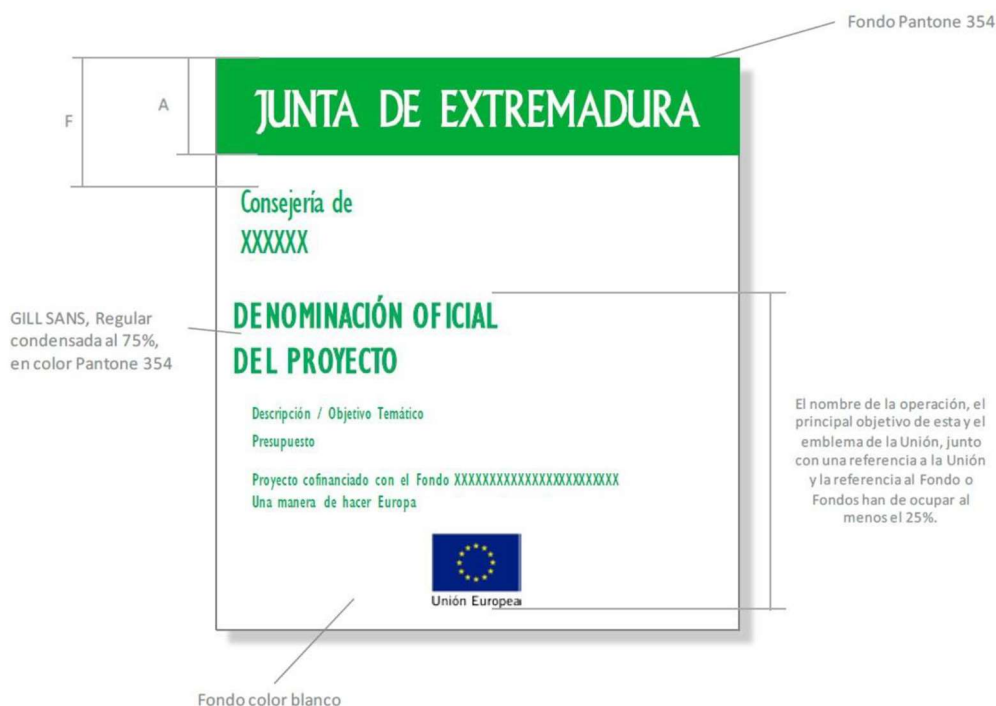 Fondo Pantone 354
F
A
JUNTA DE EXTREMADURA
Consejería de
XXXXXX
GILL SANS, Regular
condensada al 75%,
en color Pantone 354
DENOMINACIÓN OFICIAL
DEL PROYECTO
Descripción / Objetivo Temático
Presupuesto
Proyecto cofinanciado con el Fondo XXXXXXXXXXXXXXXXXXXXXXXX
Una manera de hacer Europa
Unión Europea
El nombre de la operación, el
principal objetivo de esta y el
emblema de la Unión, junto
con una referencia a la Unión
y la referencia al Fondo o
Fondos han de ocupar al
menos el 25%.
Fondo color blanco